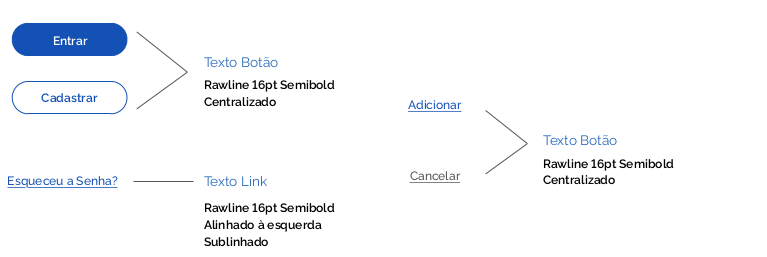 Entrar
Cadastrar
Texto Botão
Rawline 16pt Semibold
Centralizado
Esqueceu a Senha?
Texto Link
Rawline 16pt Semibold
Alinhado à esquerda
Sublinhado
Adicionar
Cancelar
Texto Botão
Rawline 16pt Semibold
Centralizado